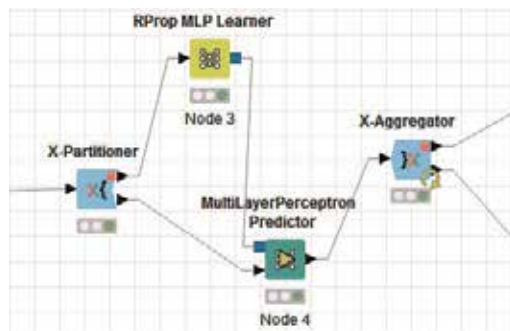 RProp MLP Learner
Node 3
X-Partitioner
X-Aggregator
MultiLayerPerceptron
Predictor
Node 4